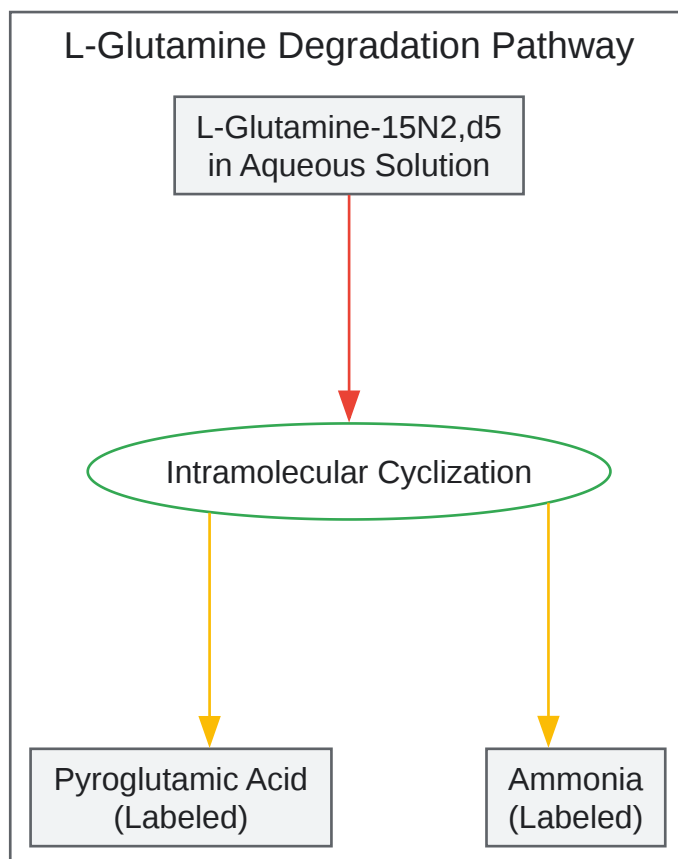 L-Glutamine Degradation Pathway
L-Glutamine-15N2,d5
in Aqueous Solution
Intramolecular Cyclization
Pyroglutamic Acid
(Labeled)
Ammonia
(Labeled)